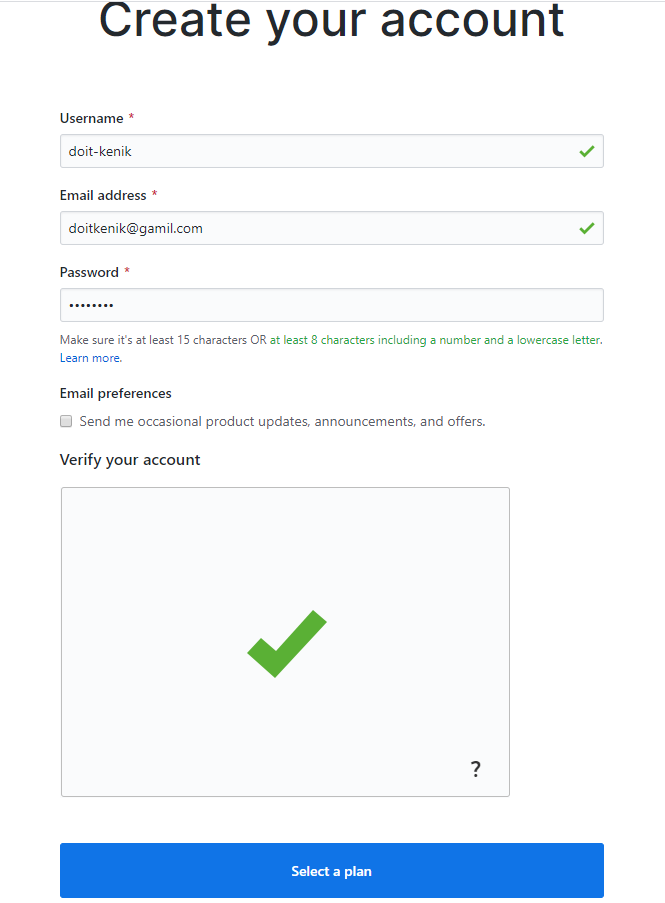 Create your account
Username *
doit-kenik
Email address *
doitkenik@gamil.com
Password *
••••••••
Make sure it's at least 15 characters OR at least 8 characters including a number and a lowercase letter.
Learn more.
Email preferences
Send me occasional product updates, announcements, and offers.
Verify your account
?
Select a plan